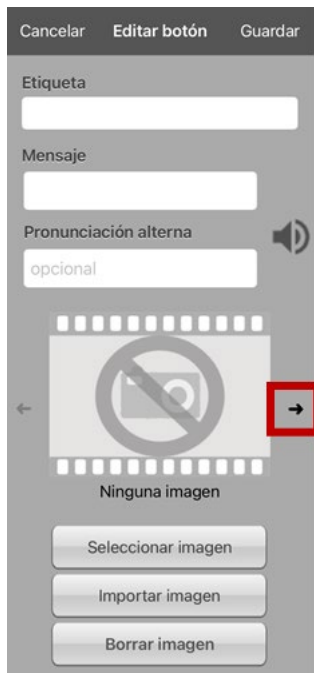 Cancelar Editar botón Guardar
Etiqueta
Mensaje
Pronunciación alterna
opcional
Ninguna imagen
Seleccionar imagen
Importar imagen
Borrar imagen